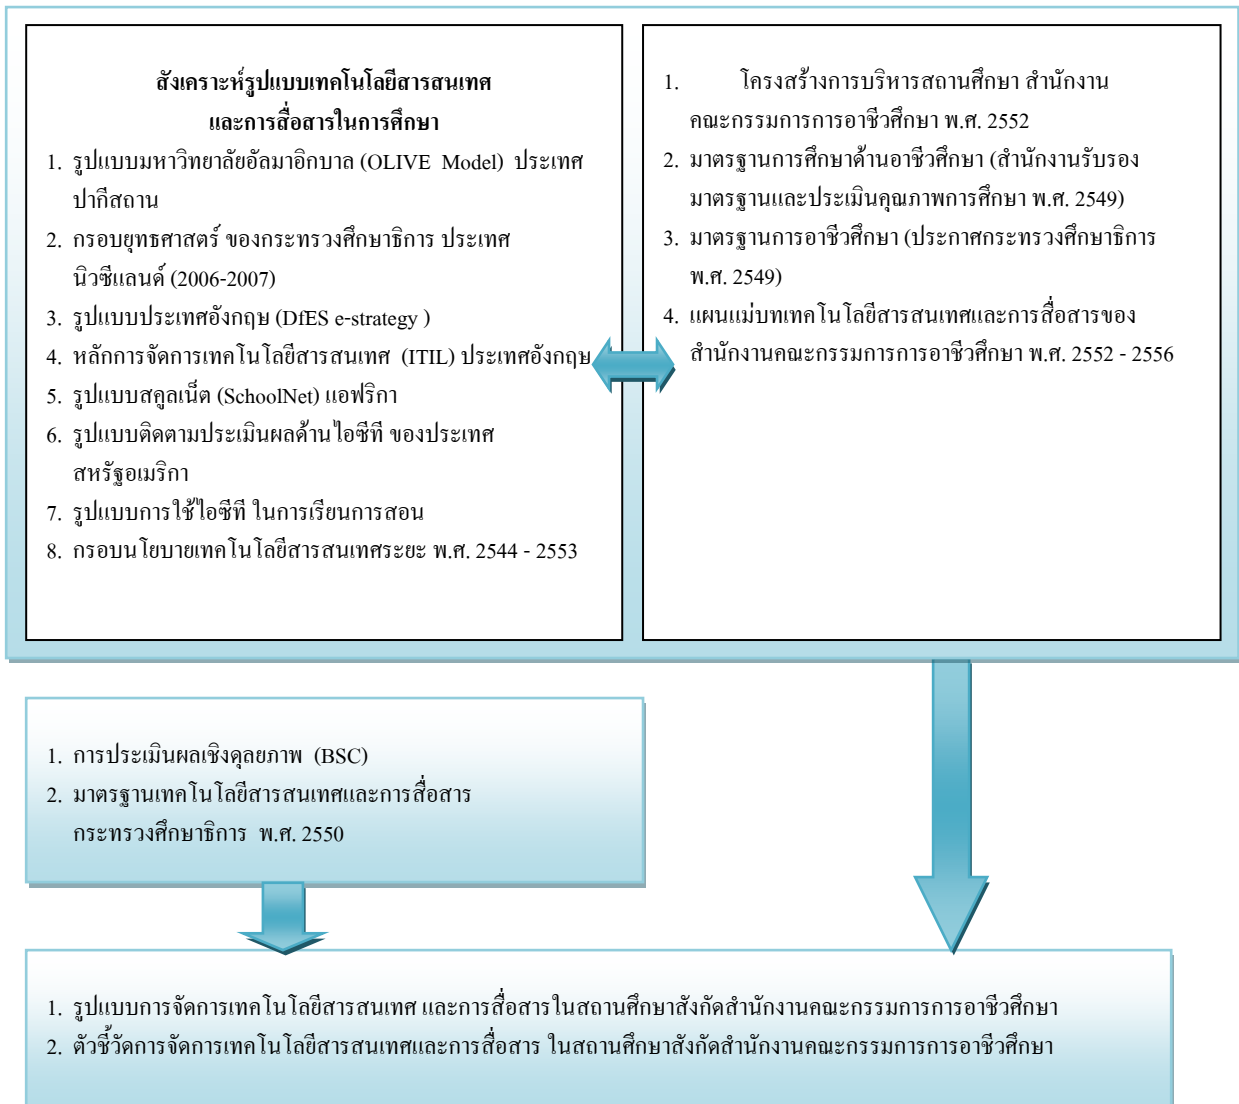 สังเคราะห์รูปแบบเทคโนโลยีสารสนเทศ
และการสื่อสารในการศึกษา
1. รูปแบบมหาวิทยาลัยอัลมาอิกบาล (OLIVE Model) ประเทศ
ปากีสถาน
2. กรอบยุทธศาสตร์ ของกระทรวงศึกษาธิการ ประเทศ
นิวซีแลนด์ (2006-2007)
3. รูปแบบประเทศอังกฤษ (DfES e-strategy )
4. หลักการจัดการเทคโนโลยีสารสนเทศ (ITIL) ประเทศอังกฤษ
5. รูปแบบสคูลเน็ต (SchoolNet) แอฟริกา
6. รูปแบบติดตามประเมินผลด้านไอซีที ของประเทศ
สหรัฐอเมริกา
7. รูปแบบการใช้ไอซีที ในการเรียนการสอน
8. กรอบนโยบายเทคโนโลยีสารสนเทศระยะ พ.ศ. 2544 - 2553
1. โครงสร้างการบริหารสถานศึกษา สำนักงาน
คณะกรรมการการอาชีวศึกษา พ.ศ. 2552
2. มาตรฐานการศึกษาด้านอาชีวศึกษา (สำนักงานรับรอง
มาตรฐานและประเมินคุณภาพการศึกษา พ.ศ. 2549)
3. มาตรฐานการอาชีวศึกษา (ประกาศกระทรวงศึกษาธิการ
พ.ศ. 2549)
4. แผนแม่บทเทคโนโลยีสารสนเทศและการสื่อสารของ
สำนักงานคณะกรรมการการอาชีวศึกษา พ.ศ. 2552 - 2556
1. การประเมินผลเชิงดุลยภาพ (BSC)
2. มาตรฐานเทคโนโลยีสารสนเทศและการสื่อสาร
กระทรวงศึกษาธิการ พ.ศ. 2550
1. รูปแบบการจัดการเทคโนโลยีสารสนเทศ และการสื่อสารในสถานศึกษาสังกัดสำนักงานคณะกรรมการการอาชีวศึกษา
2. ตัวชี้วัดการจัดการเทคโนโลยีสารสนเทศและการสื่อสาร ในสถานศึกษาสังกัดสำนักงานคณะกรรมการการอาชีวศึกษา